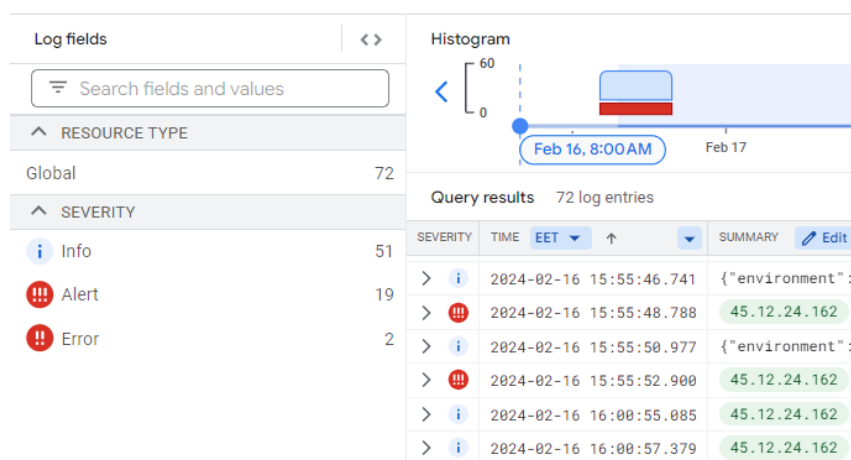 Log fields
Search fields and values
RESOURCE TYPE
Global 72
SEVERITY
i Info 51
!!! Alert 19
!! Error 2
Histogram
60
0
Feb 16, 8:00 AM
Feb 17
Query results 72 log entries
SEVERITY TIME EET SUMMARY Edit
i 2024-02-16 15:55:46.741 {"environment":
!!! 2024-02-16 15:55:48.788 45.12.24.162
i 2024-02-16 15:55:50.977 {"environment":
!!! 2024-02-16 15:55:52.900 45.12.24.162
i 2024-02-16 16:00:55.085 45.12.24.162
i 2024-02-16 16:00:57.379 45.12.24.162